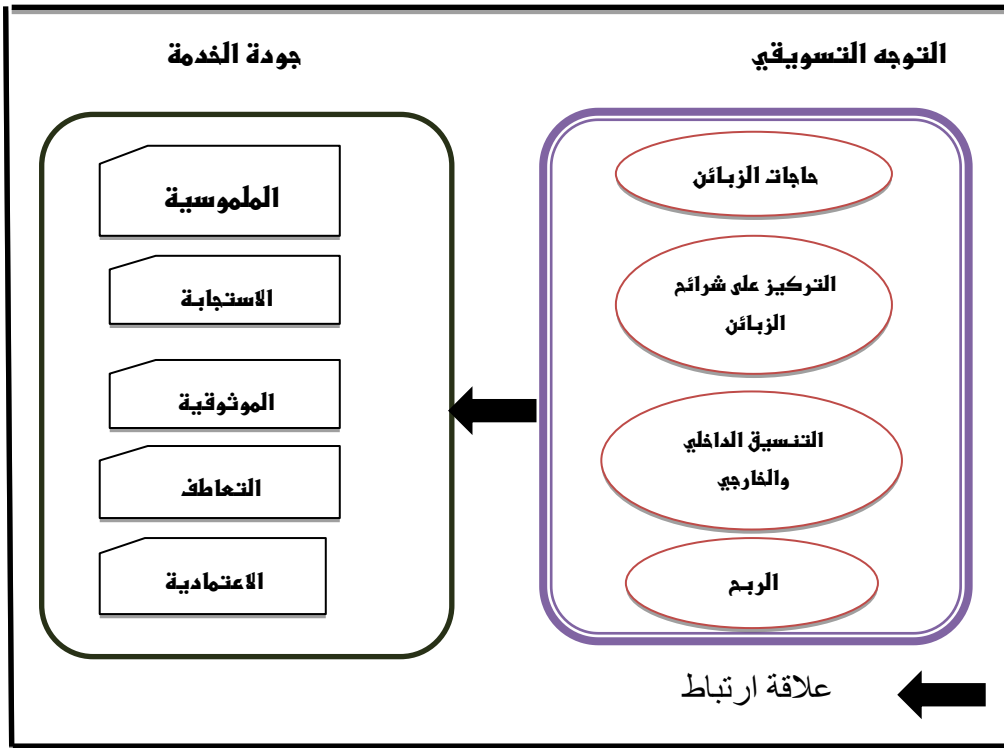 التوجه التسويقي
جودة الخدمة
حاجات الزبائن
التركيز على شرائح
الزبائن
التنسيق الداخلي
والخارجي
الربح
الملموسية
الاستجابة
الموثوقية
التعاطف
الاعتمادية
علاقة ارتباط